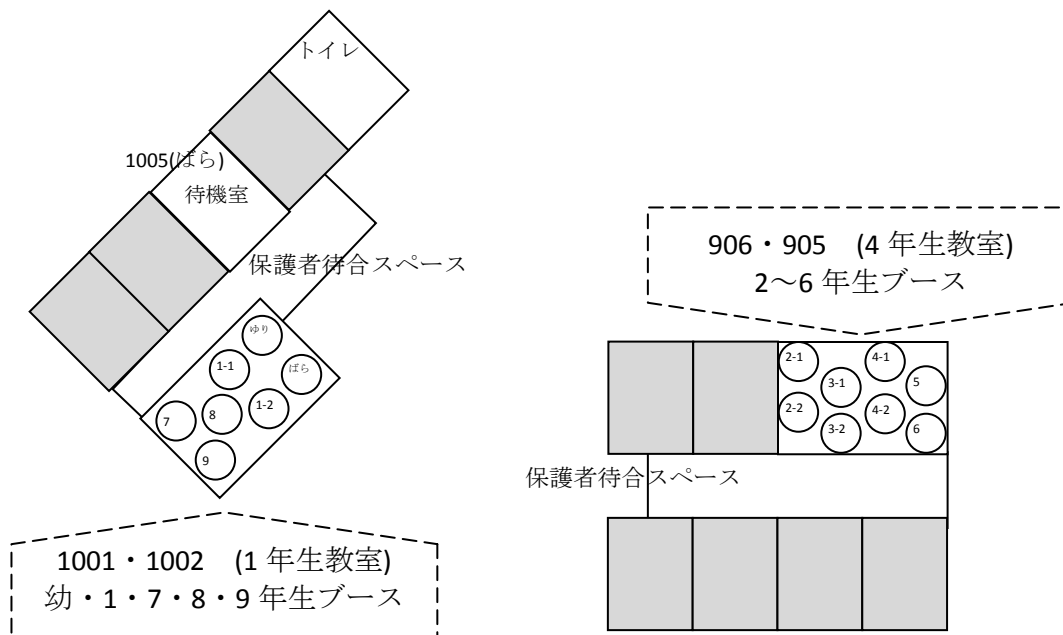 トイレ
1005(ばら)
待機室
保護者待合スペース
ゆり
1-1
ばら
7
8
1-2
9
1001・1002 (1年生教室)
幼・1・7・8・9年生ブース
906・905 (4年生教室)
2～6年生ブース
2-1
4-1
3-1
5
2-2
4-2
3-2
6
保護者待合スペース